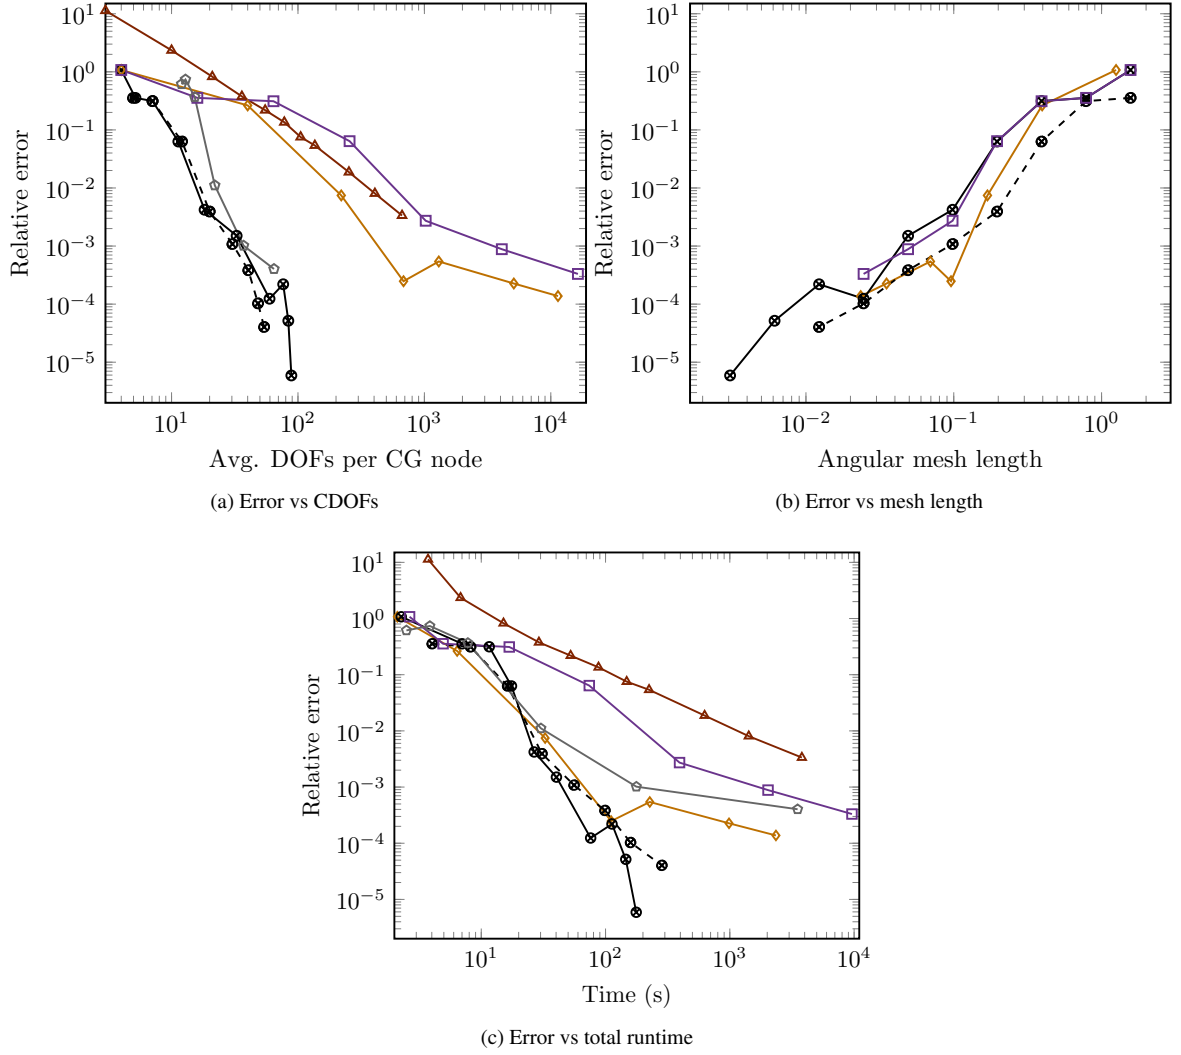 10^1
10^0
10^-1
10^-2
10^-3
10^-4
10^-5
Relative error
10^1 10^2 10^3 10^4
Avg. DOFs per CG node
(a) Error vs CDOFs
10^1
10^0
10^-1
10^-2
10^-3
10^-4
10^-5
Relative error
10^-2 10^-1 10^0
Angular mesh length
(b) Error vs mesh length
10^1
10^0
10^-1
10^-2
10^-3
10^-4
10^-5
Relative error
10^1 10^2 10^3 10^4
Time (s)
(c) Error vs total runtime